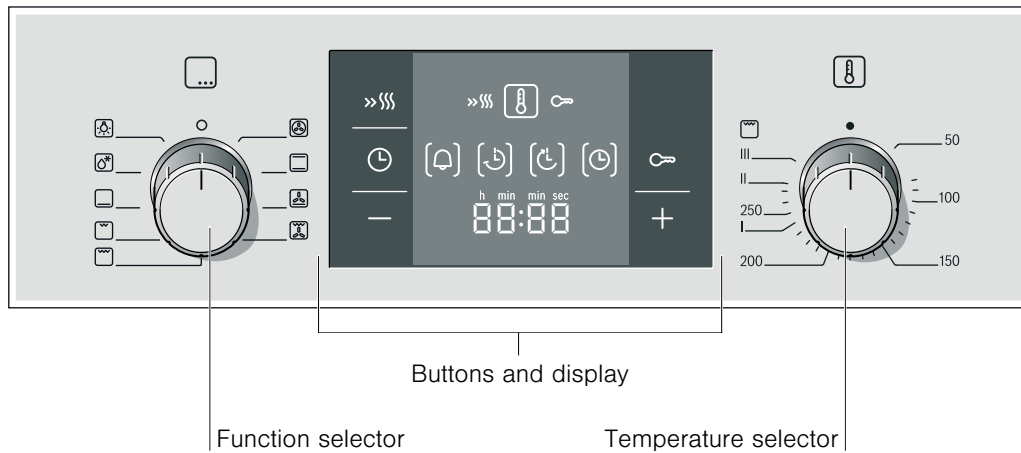 h min min sec
88:88
50
100
150
200
I
250
II
III
Buttons and display
Function selector
Temperature selector